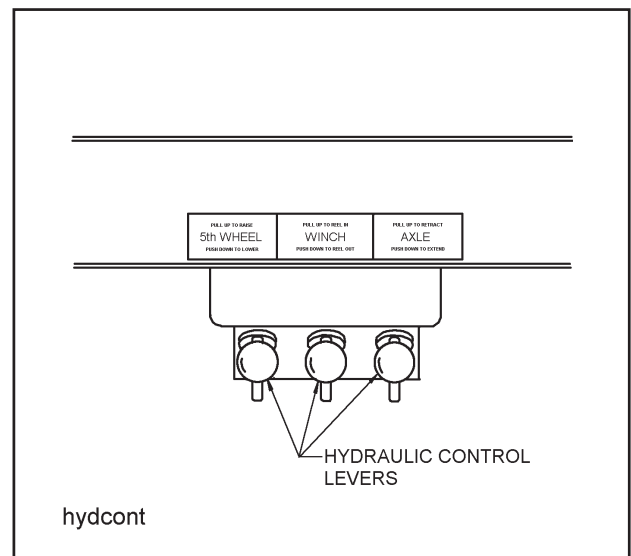 PULL UP TO RAISE
5th WHEEL
PUSH DOWN TO LOWER
PULL UP TO REEL IN
WINCH
PUSH DOWN TO REEL OUT
PULL UP TO RETRACT
AXLE
PUSH DOWN TO EXTEND
HYDRAULIC CONTROL
LEVERS
hydcont